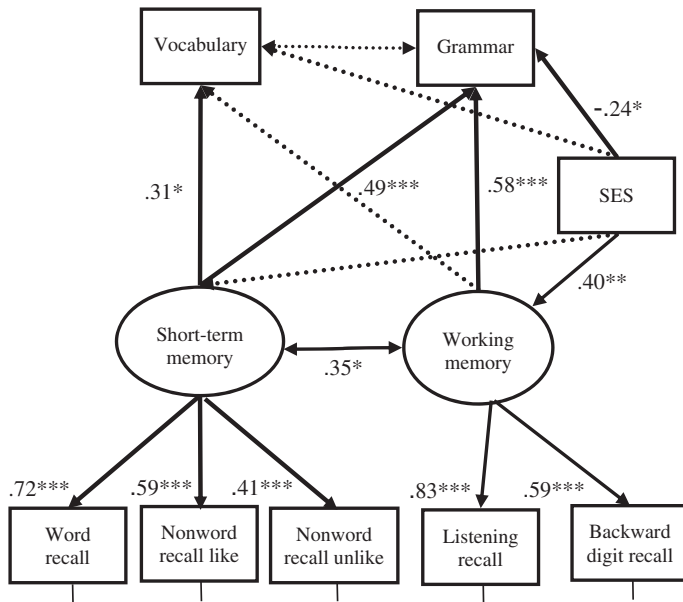 Vocabulary
Grammar
-.24*
.31*
.49***
.58***
SES
.40**
Short-term
memory
Working
memory
.35*
.72***
.59***
.41***
.83***
.59***
Word
recall
Nonword
recall like
Nonword
recall unlike
Listening
recall
Backward
digit recall